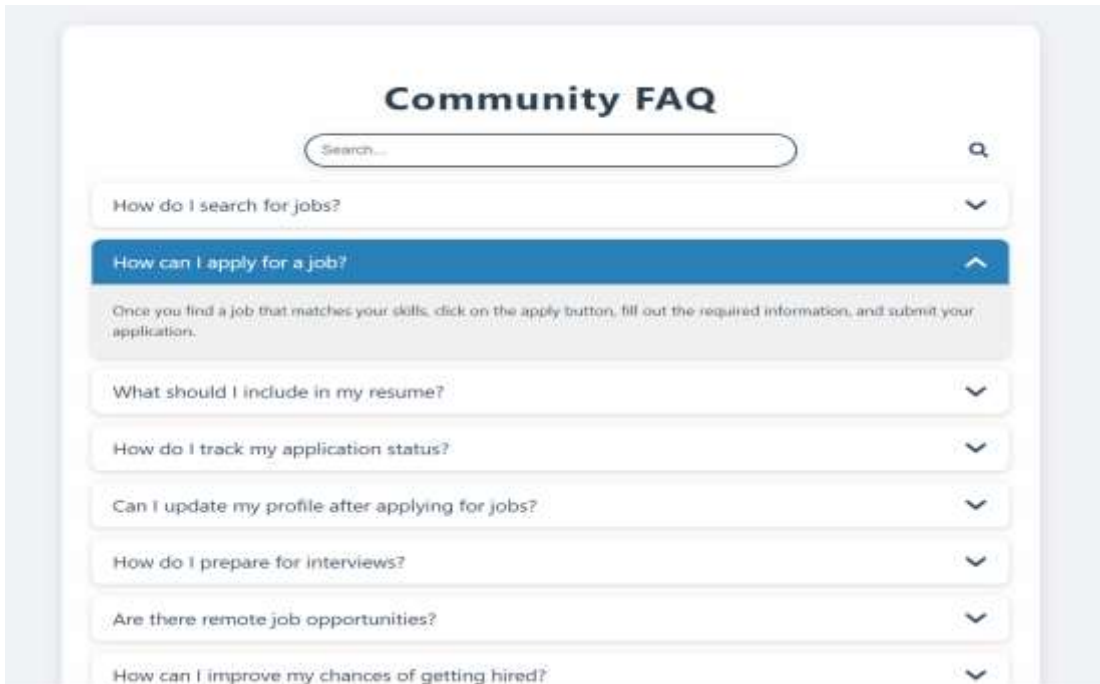 Community FAQ
Search...
How do I search for jobs?
How can I apply for a job?
Once you find a job that matches your skills, click on the apply button, fill out the required information, and submit your
application.
What should I include in my resume?
How do I track my application status?
Can I update my profile after applying for jobs?
How do I prepare for interviews?
Are there remote job opportunities?
How can I improve my chances of getting hired?